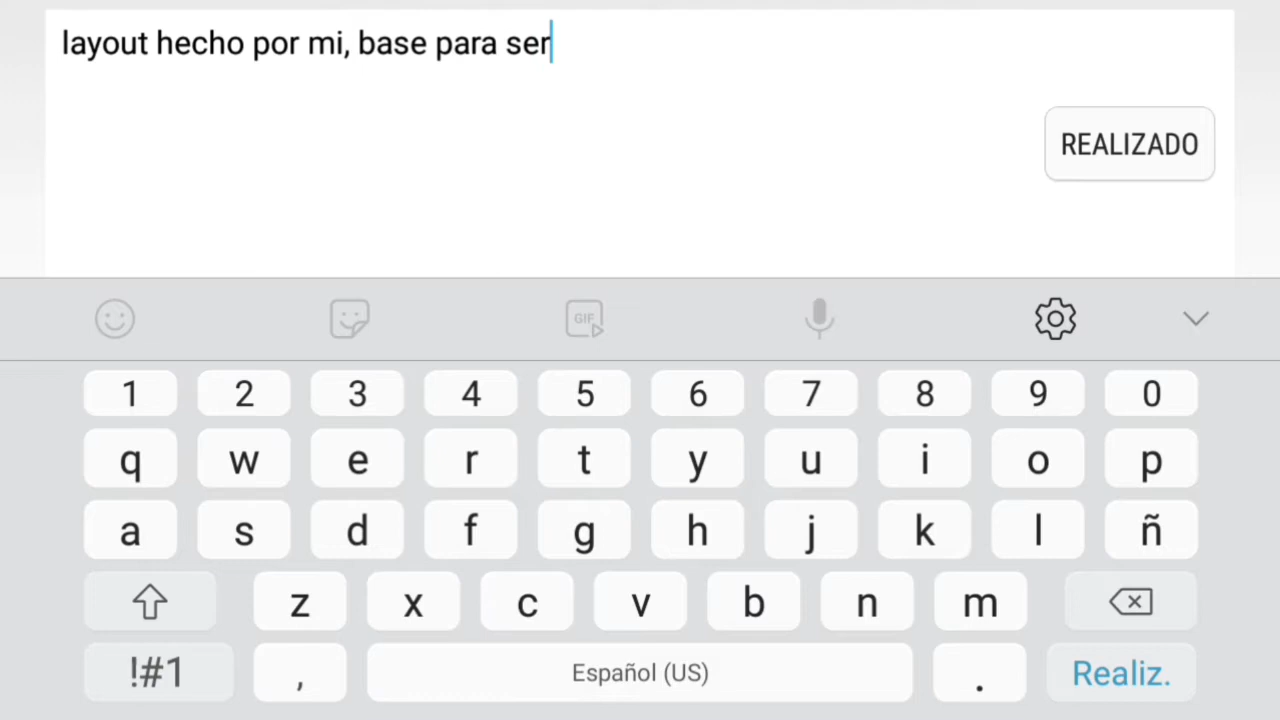 layout hecho por mi, base para ser
REALIZADO
GIF
1 2 3 4 5 6 7 8 9 0
q w e r t y u i o p
a s d f g h j k l ñ
z x c v b n m
!#1 , Español (US) . Realiz.